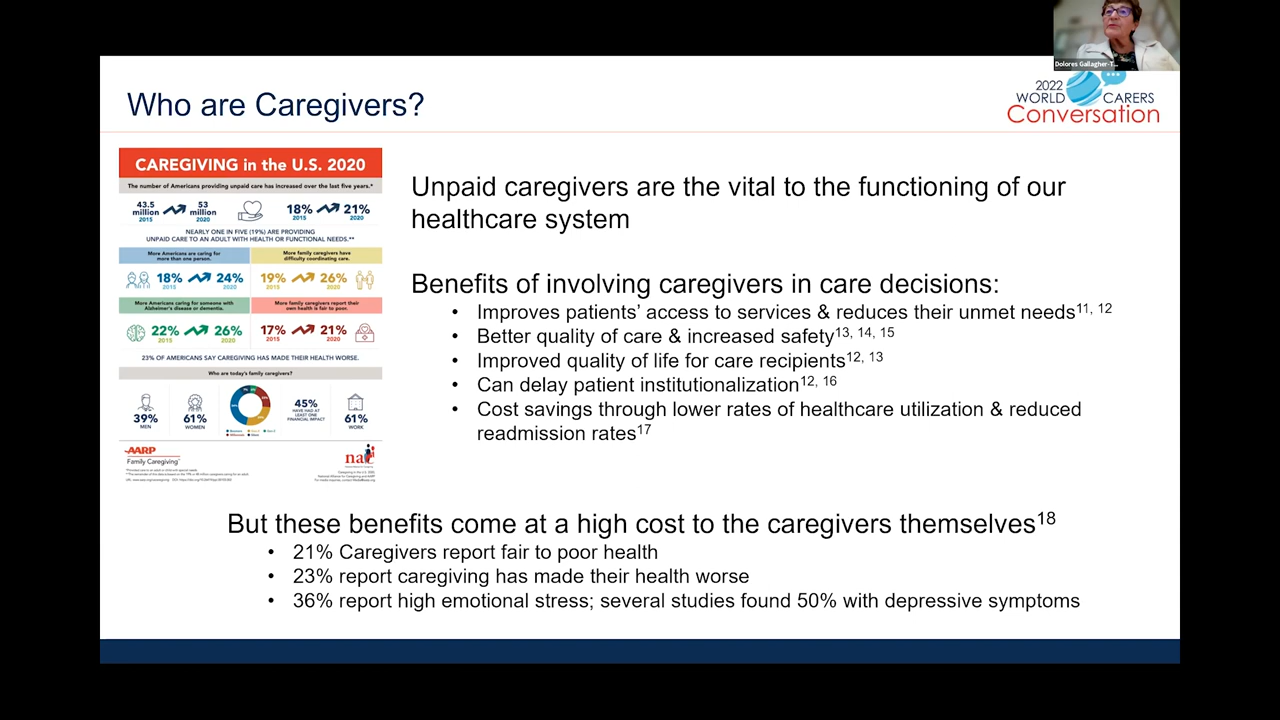 Dolores Gallagher-T...
Who are Caregivers?
2022
WORLD CARERS
Conversation
CAREGIVING in the U.S. 2020
The number of Americans providing unpaid care has increased over the last five years.*
43.5 million 2015 53 million 2020 18% 2015 21% 2020
NEARLY ONE IN FIVE (19%) ARE PROVIDING
UNPAID CARE TO AN ADULT WITH HEALTH OR FUNCTIONAL NEEDS.**
More Americans are caring for
more than one person.
18% 2015 24% 2020
More family caregivers have
difficulty coordinating care.
19% 2015 26% 2020
More Americans caring for someone with
Alzheimer's disease or dementia.
22% 2015 26% 2020
More family caregivers report their
own health is fair to poor.
17% 2015 21% 2020
23% OF AMERICANS SAY CAREGIVING HAS MADE THEIR HEALTH WORSE.
Who are today's family caregivers?
39% MEN
61% WOMEN
45%
HAVE HAD AT
LEAST ONE
FINANCIAL IMPACT
61% WORK
AARP
Family Caregiving
Unpaid caregivers are the vital to the functioning of our
healthcare system
Benefits of involving caregivers in care decisions:
• Improves patients' access to services & reduces their unmet needs11, 12
• Better quality of care & increased safety13, 14, 15
• Improved quality of life for care recipients12, 13
• Can delay patient institutionalization12, 16
• Cost savings through lower rates of healthcare utilization & reduced
readmission rates17
But these benefits come at a high cost to the caregivers themselves18
• 21% Caregivers report fair to poor health
• 23% report caregiving has made their health worse
• 36% report high emotional stress; several studies found 50% with depressive symptoms